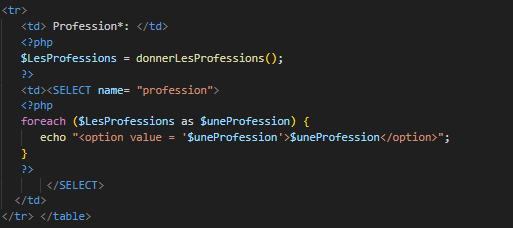 <tr>
<td> Profession*: </td>
<?php
$LesProfessions = donnerLesProfessions();
?>
<td><SELECT name= "profession">
<?php
foreach ($LesProfessions as $uneProfession) {
echo "<option value = '$uneProfession'>$uneProfession</option>";
}
?>
</SELECT>
</td>
</tr> </table>